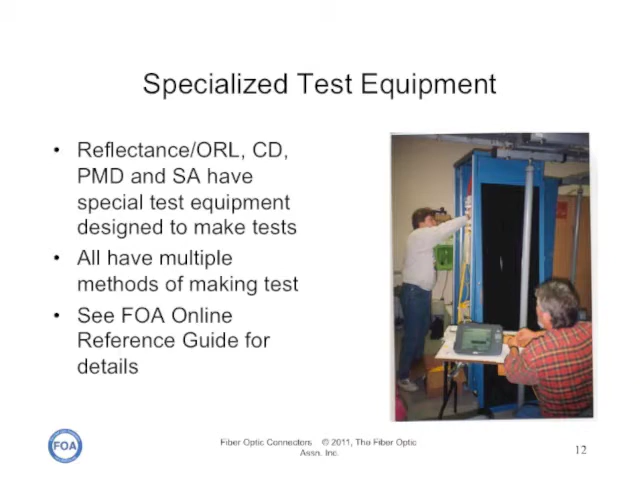 Specialized Test Equipment
• Reflectance/ORL, CD,
PMD and SA have
special test equipment
designed to make tests
• All have multiple
methods of making test
• See FOA Online
Reference Guide for
details
FOA
Fiber Optic Connectors © 2011, The Fiber Optic
Assn. Inc.
12